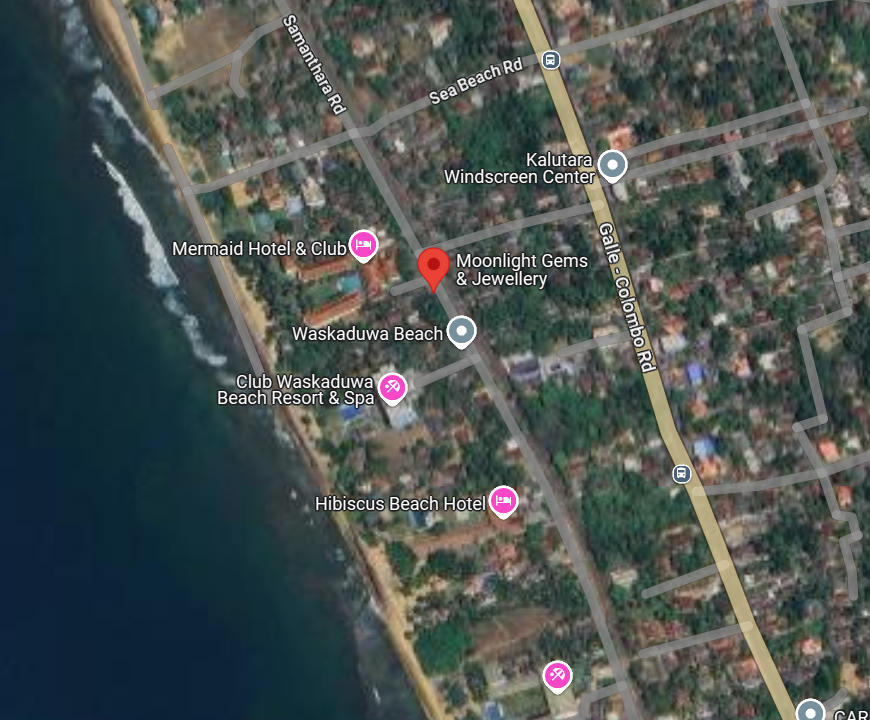 Samanthara Rd
Sea Beach Rd
Kalutara
Windscreen Center
Mermaid Hotel & Club
Moonlight Gems
& Jewellery
Galle - Colombo Rd
Waskaduwa Beach
Club Waskaduwa
Beach Resort & Spa
Hibiscus Beach Hotel
CAR